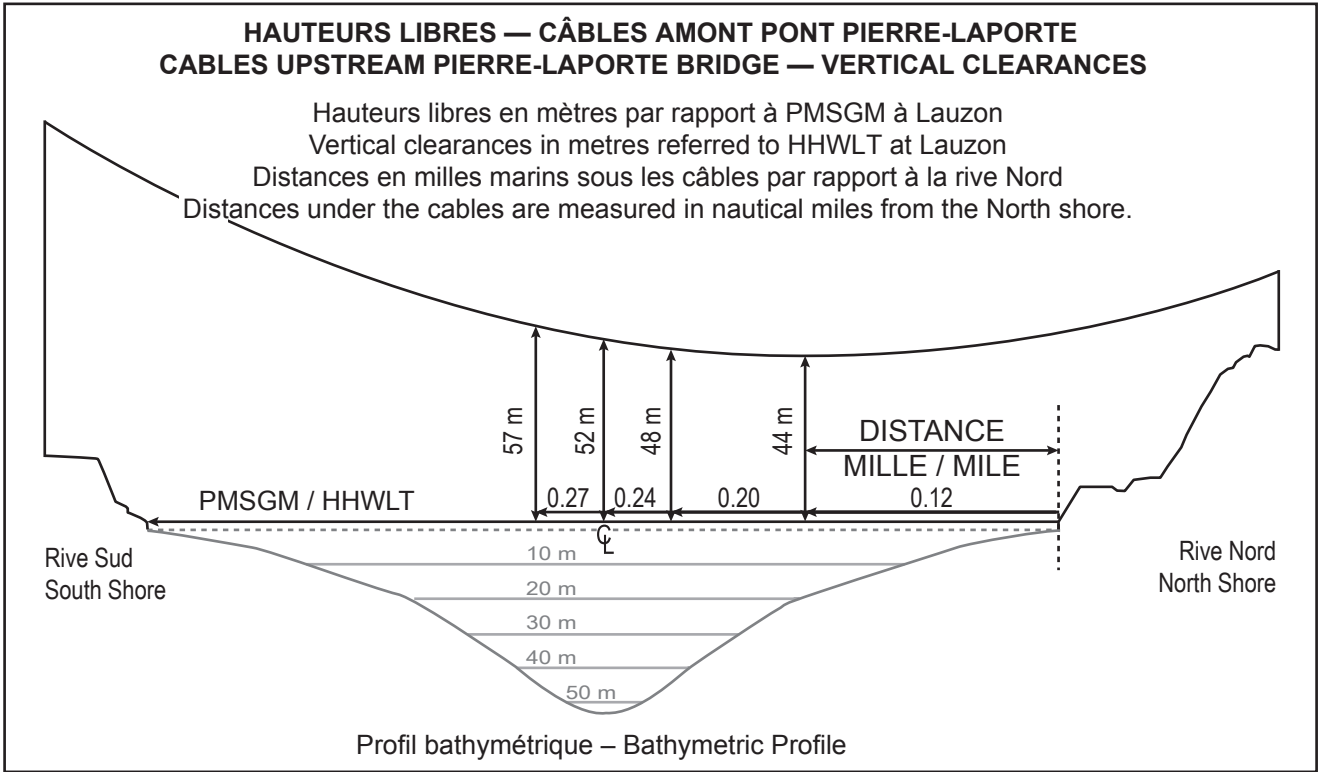 HAUTEURS LIBRES — CÂBLES AMONT PONT PIERRE-LAPORTE
CABLES UPSTREAM PIERRE-LAPORTE BRIDGE — VERTICAL CLEARANCES
Hauteurs libres en mètres par rapport à PMSGM à Lauzon
Vertical clearances in metres referred to HHWLT at Lauzon
Distances en milles marins sous les câbles par rapport à la rive Nord
Distances under the cables are measured in nautical miles from the North shore.
57 m
52 m
48 m
44 m
DISTANCE
MILLE / MILE
PMSGM / HHWLT
0.27
0.24
0.20
0.12
CL
Rive Sud
South Shore
Rive Nord
North Shore
10 m
20 m
30 m
40 m
50 m
Profil bathymétrique – Bathymetric Profile